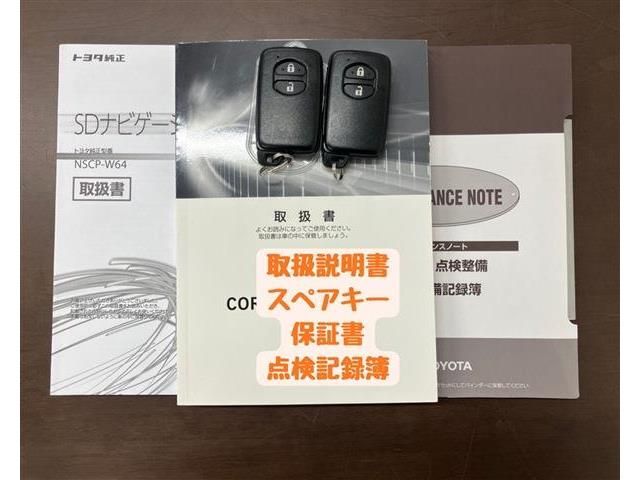 トヨタ純正
SDナビゲーシ
トヨタ純正型番
NSCP-W64
取扱書
取扱書
よくお読みになってご使用ください。
取扱書は車の中に保管しましょう。
COR
取扱説明書
スペアキー
保証書
点検記録簿
ANCE NOTE
ンスノート
点検整備
備記録簿
OYOTA